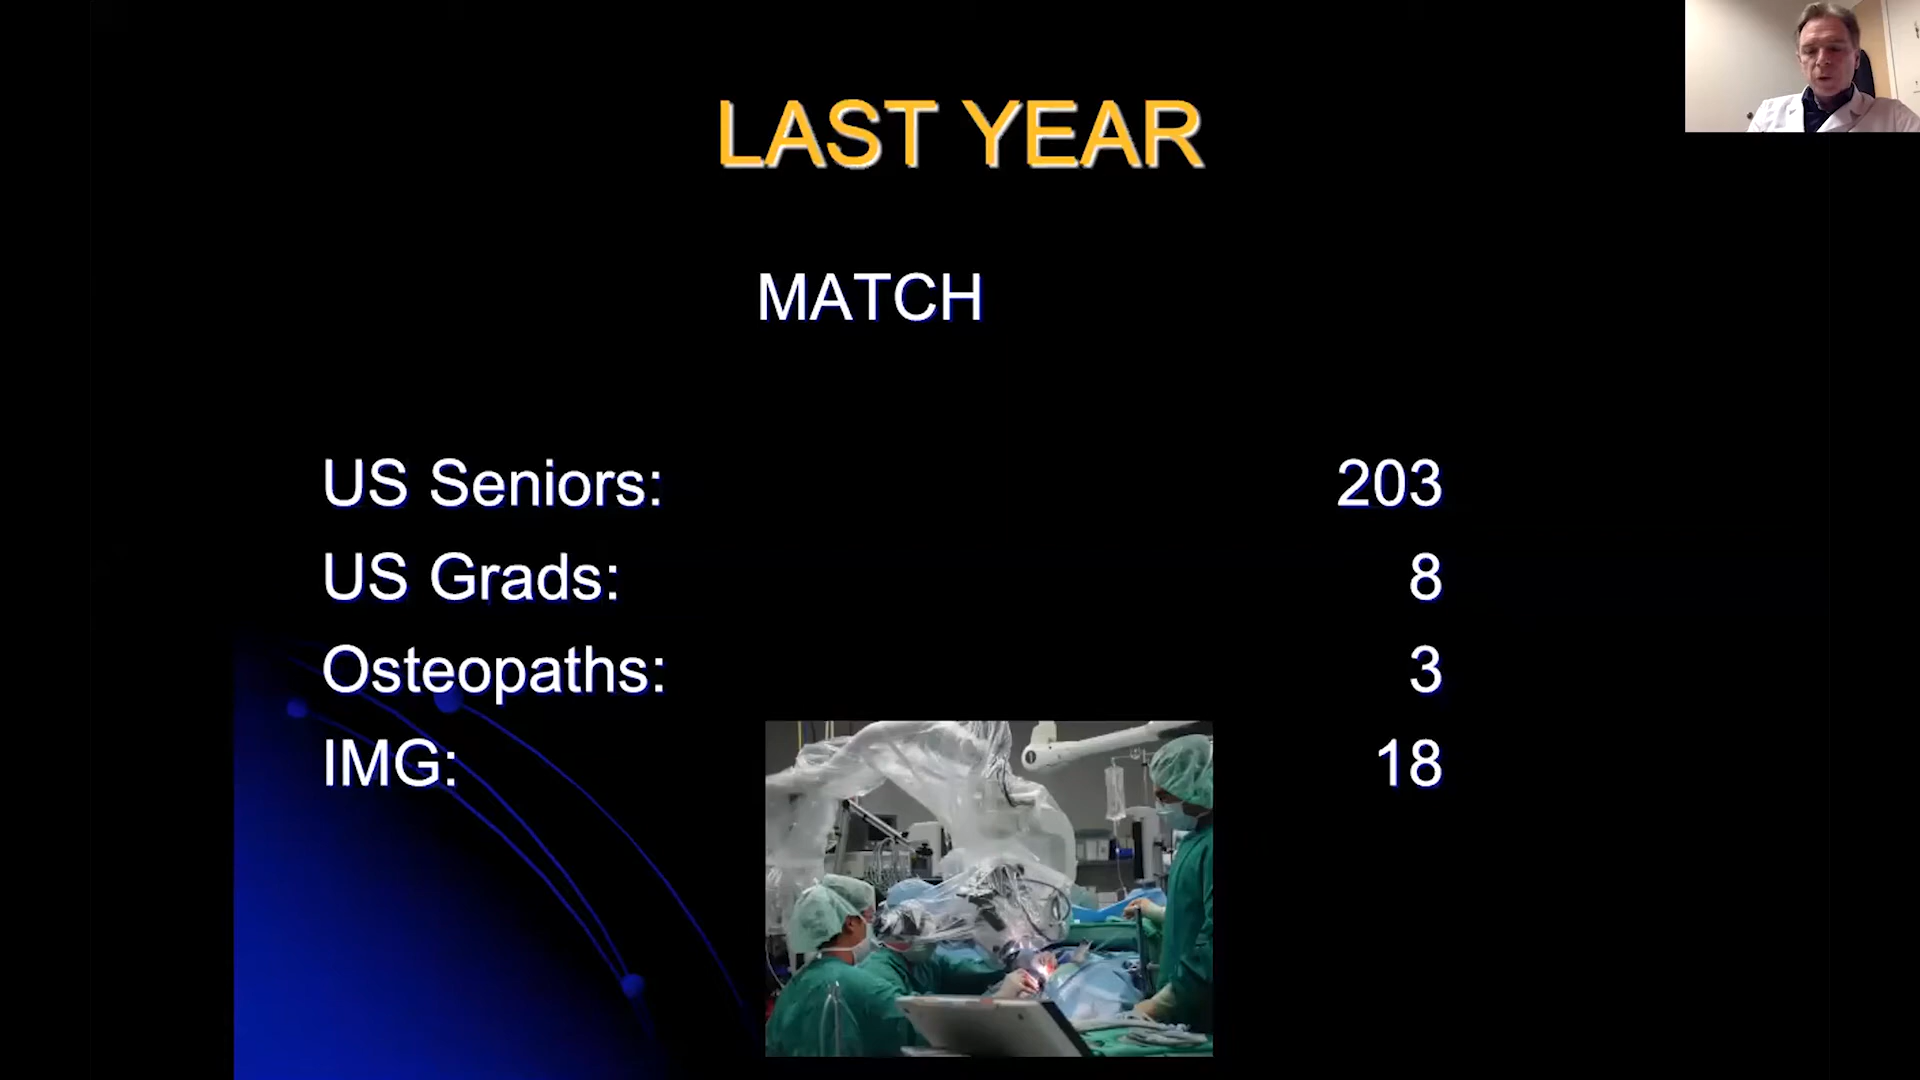 LAST YEAR
MATCH
US Seniors: 203
US Grads: 8
Osteopaths: 3
IMG: 18